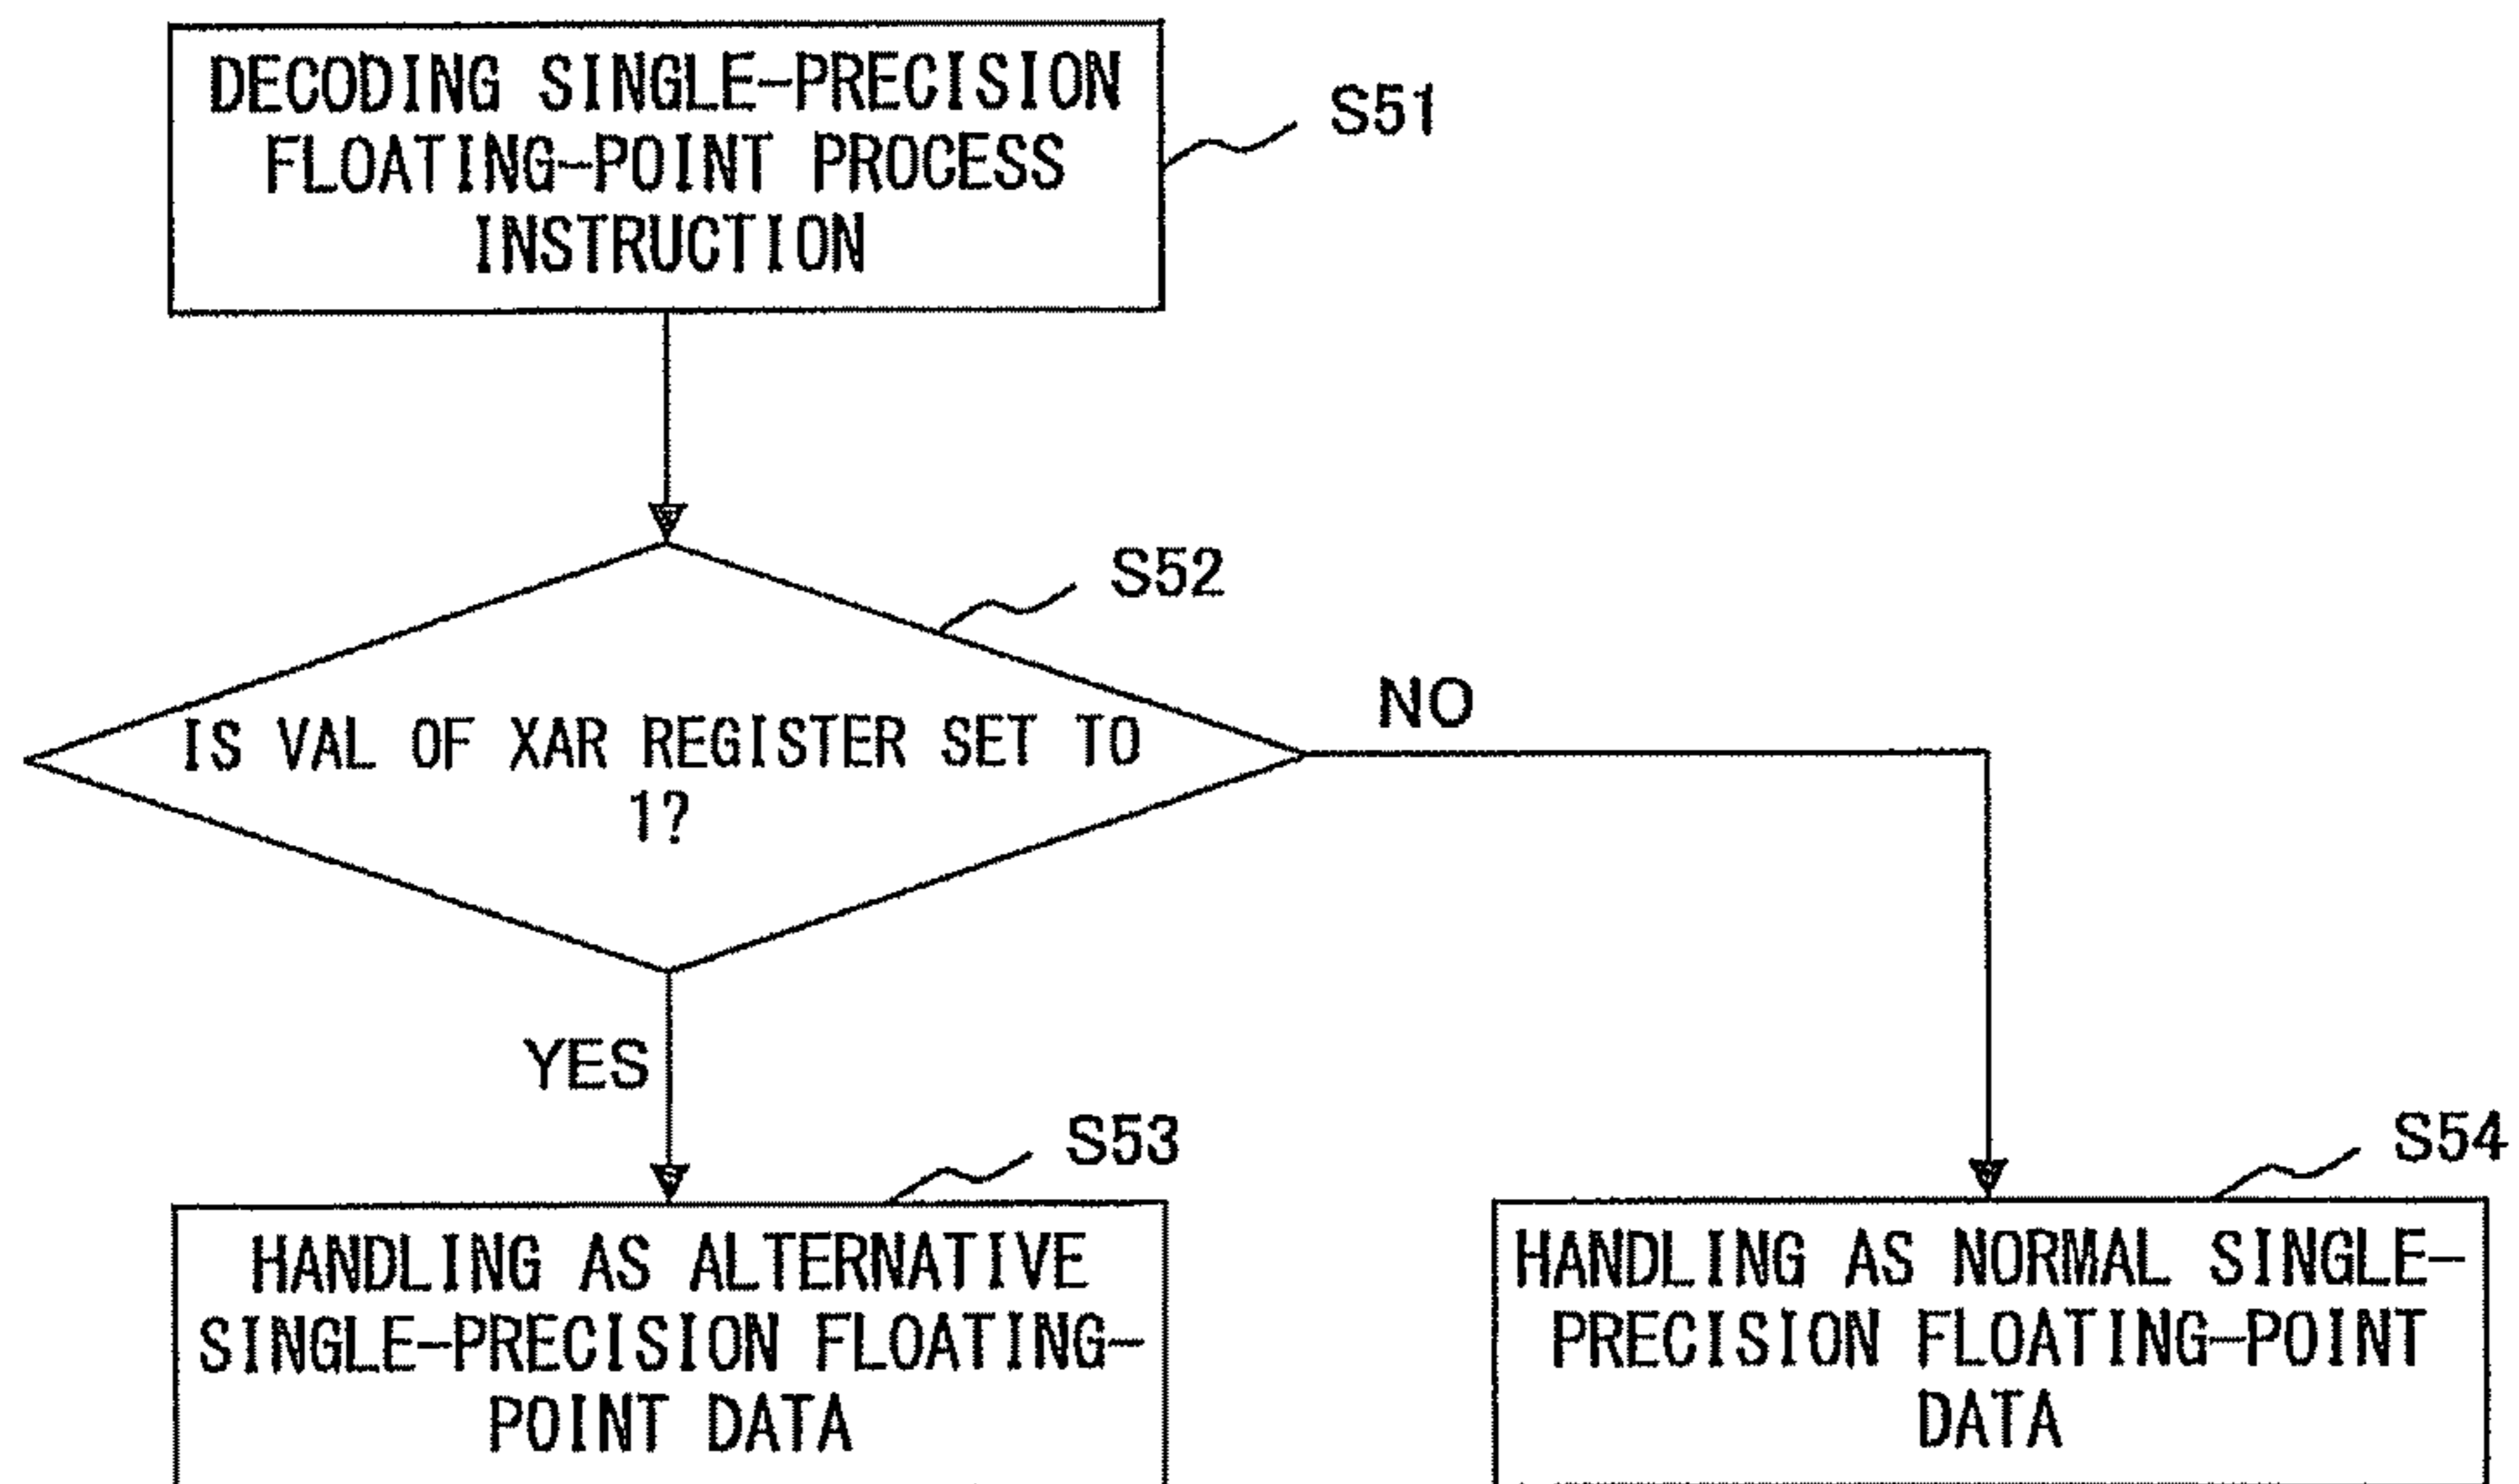 DECODING SINGLE-PRECISION
FLOATING-POINT PROCESS
INSTRUCTION
S51
S52
IS VAL OF XAR REGISTER SET TO
1?
NO
YES
S53
HANDLING AS ALTERNATIVE
SINGLE-PRECISION FLOATING-
POINT DATA
S54
HANDLING AS NORMAL SINGLE-
PRECISION FLOATING-POINT
DATA